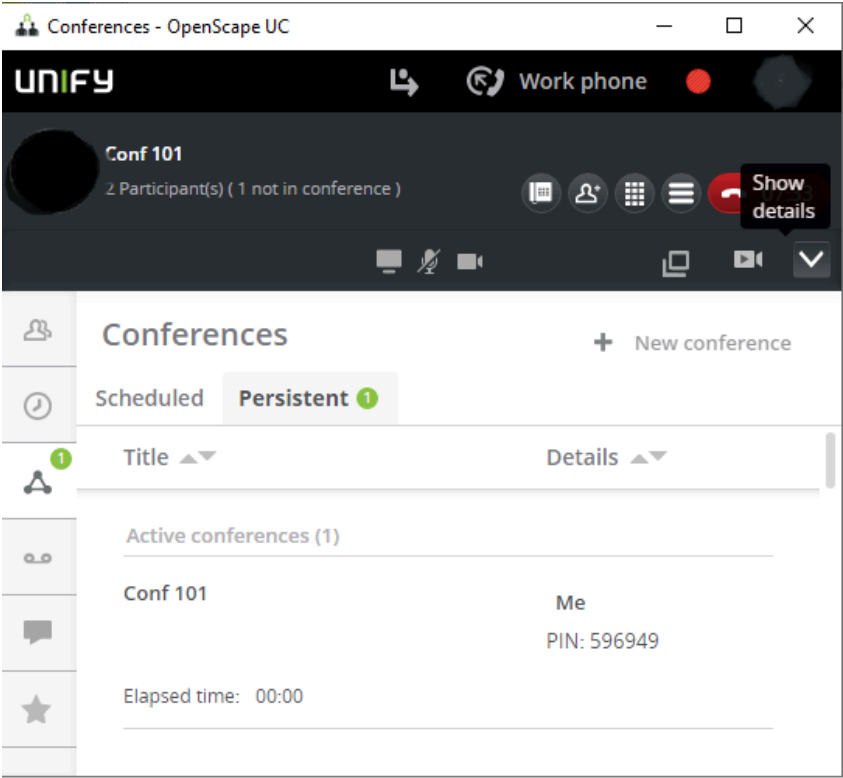 Conferences - OpenScape UC
UNIFY
Work phone
Conf 101
2 Participant(s) ( 1 not in conference )
Show
details
Conferences
New conference
Scheduled
Persistent 1
Title
Details
1
Active conferences (1)
Conf 101
Me
PIN: 596949
Elapsed time: 00:00